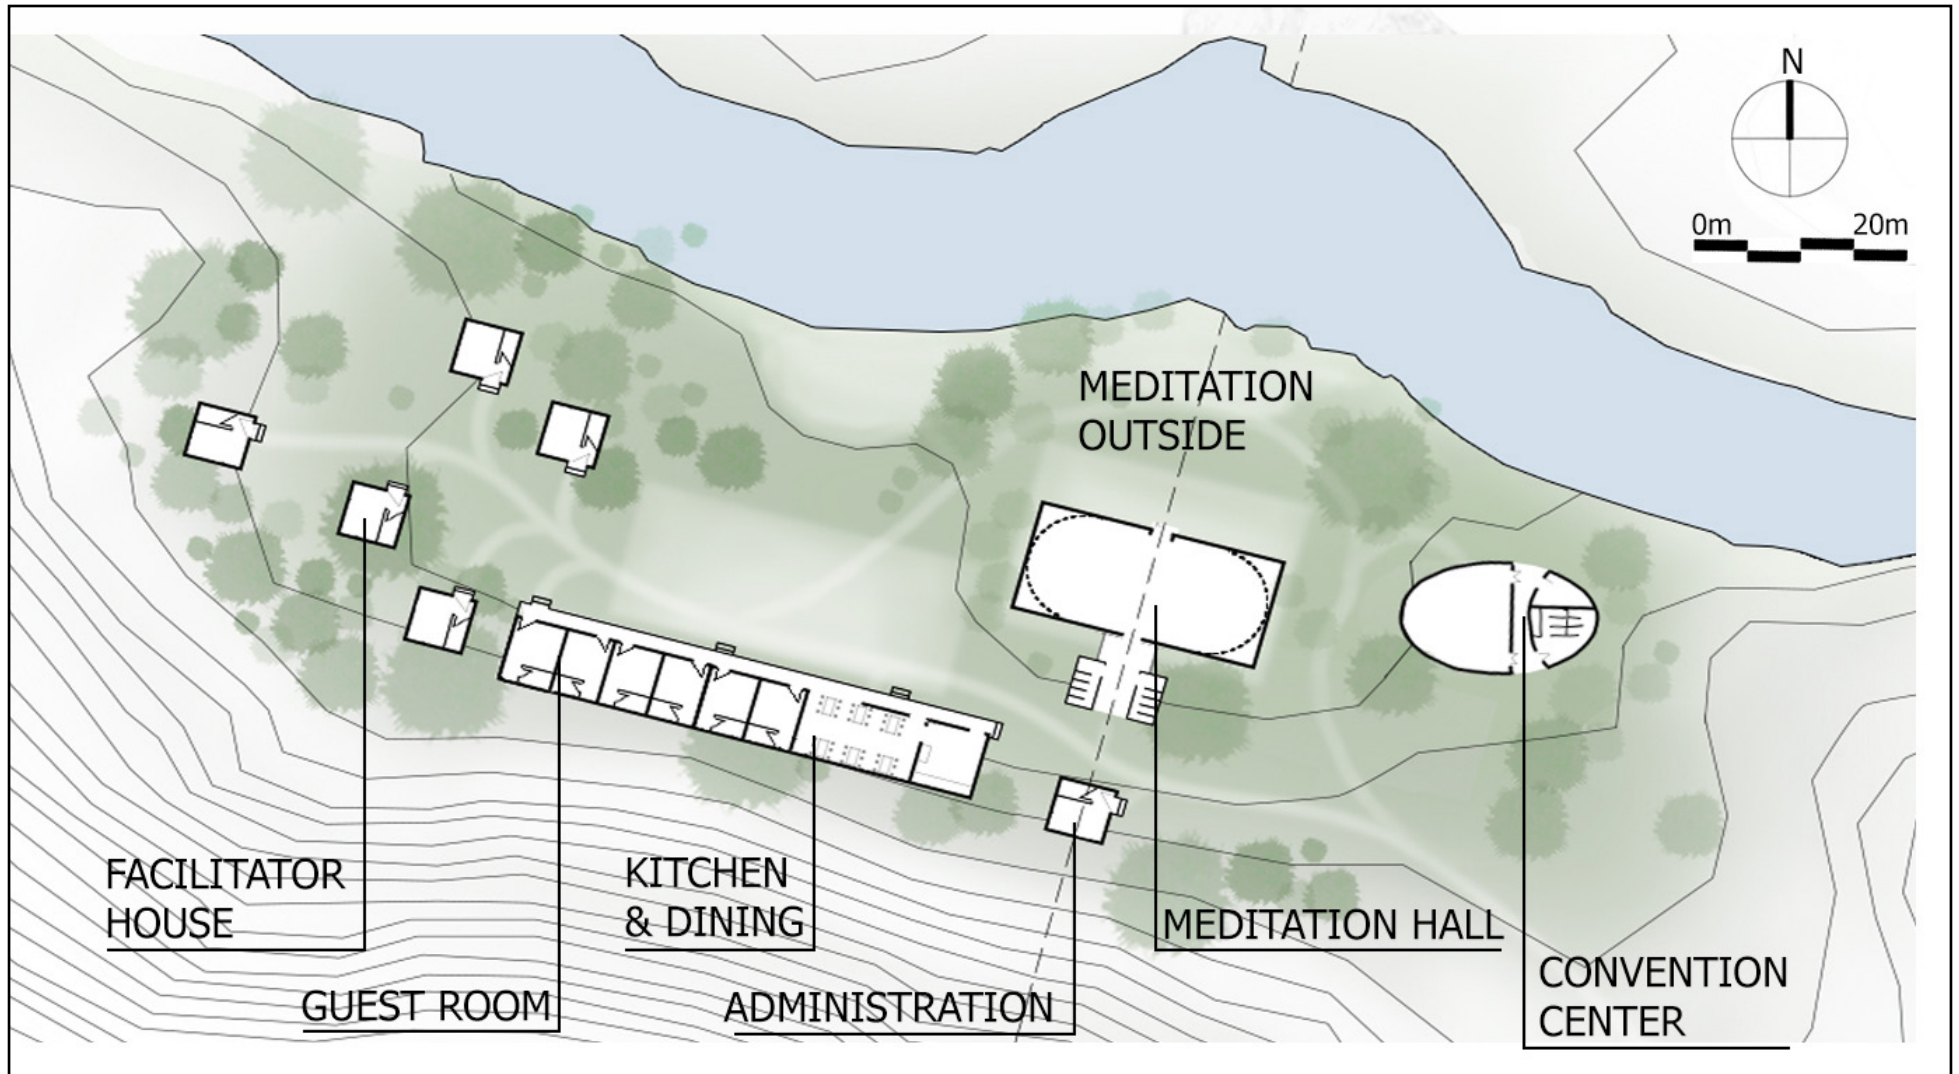 N
0m 20m
MEDITATION
OUTSIDE
FACILITATOR
HOUSE
KITCHEN
& DINING
MEDITATION HALL
GUEST ROOM
ADMINISTRATION
CONVENTION
CENTER